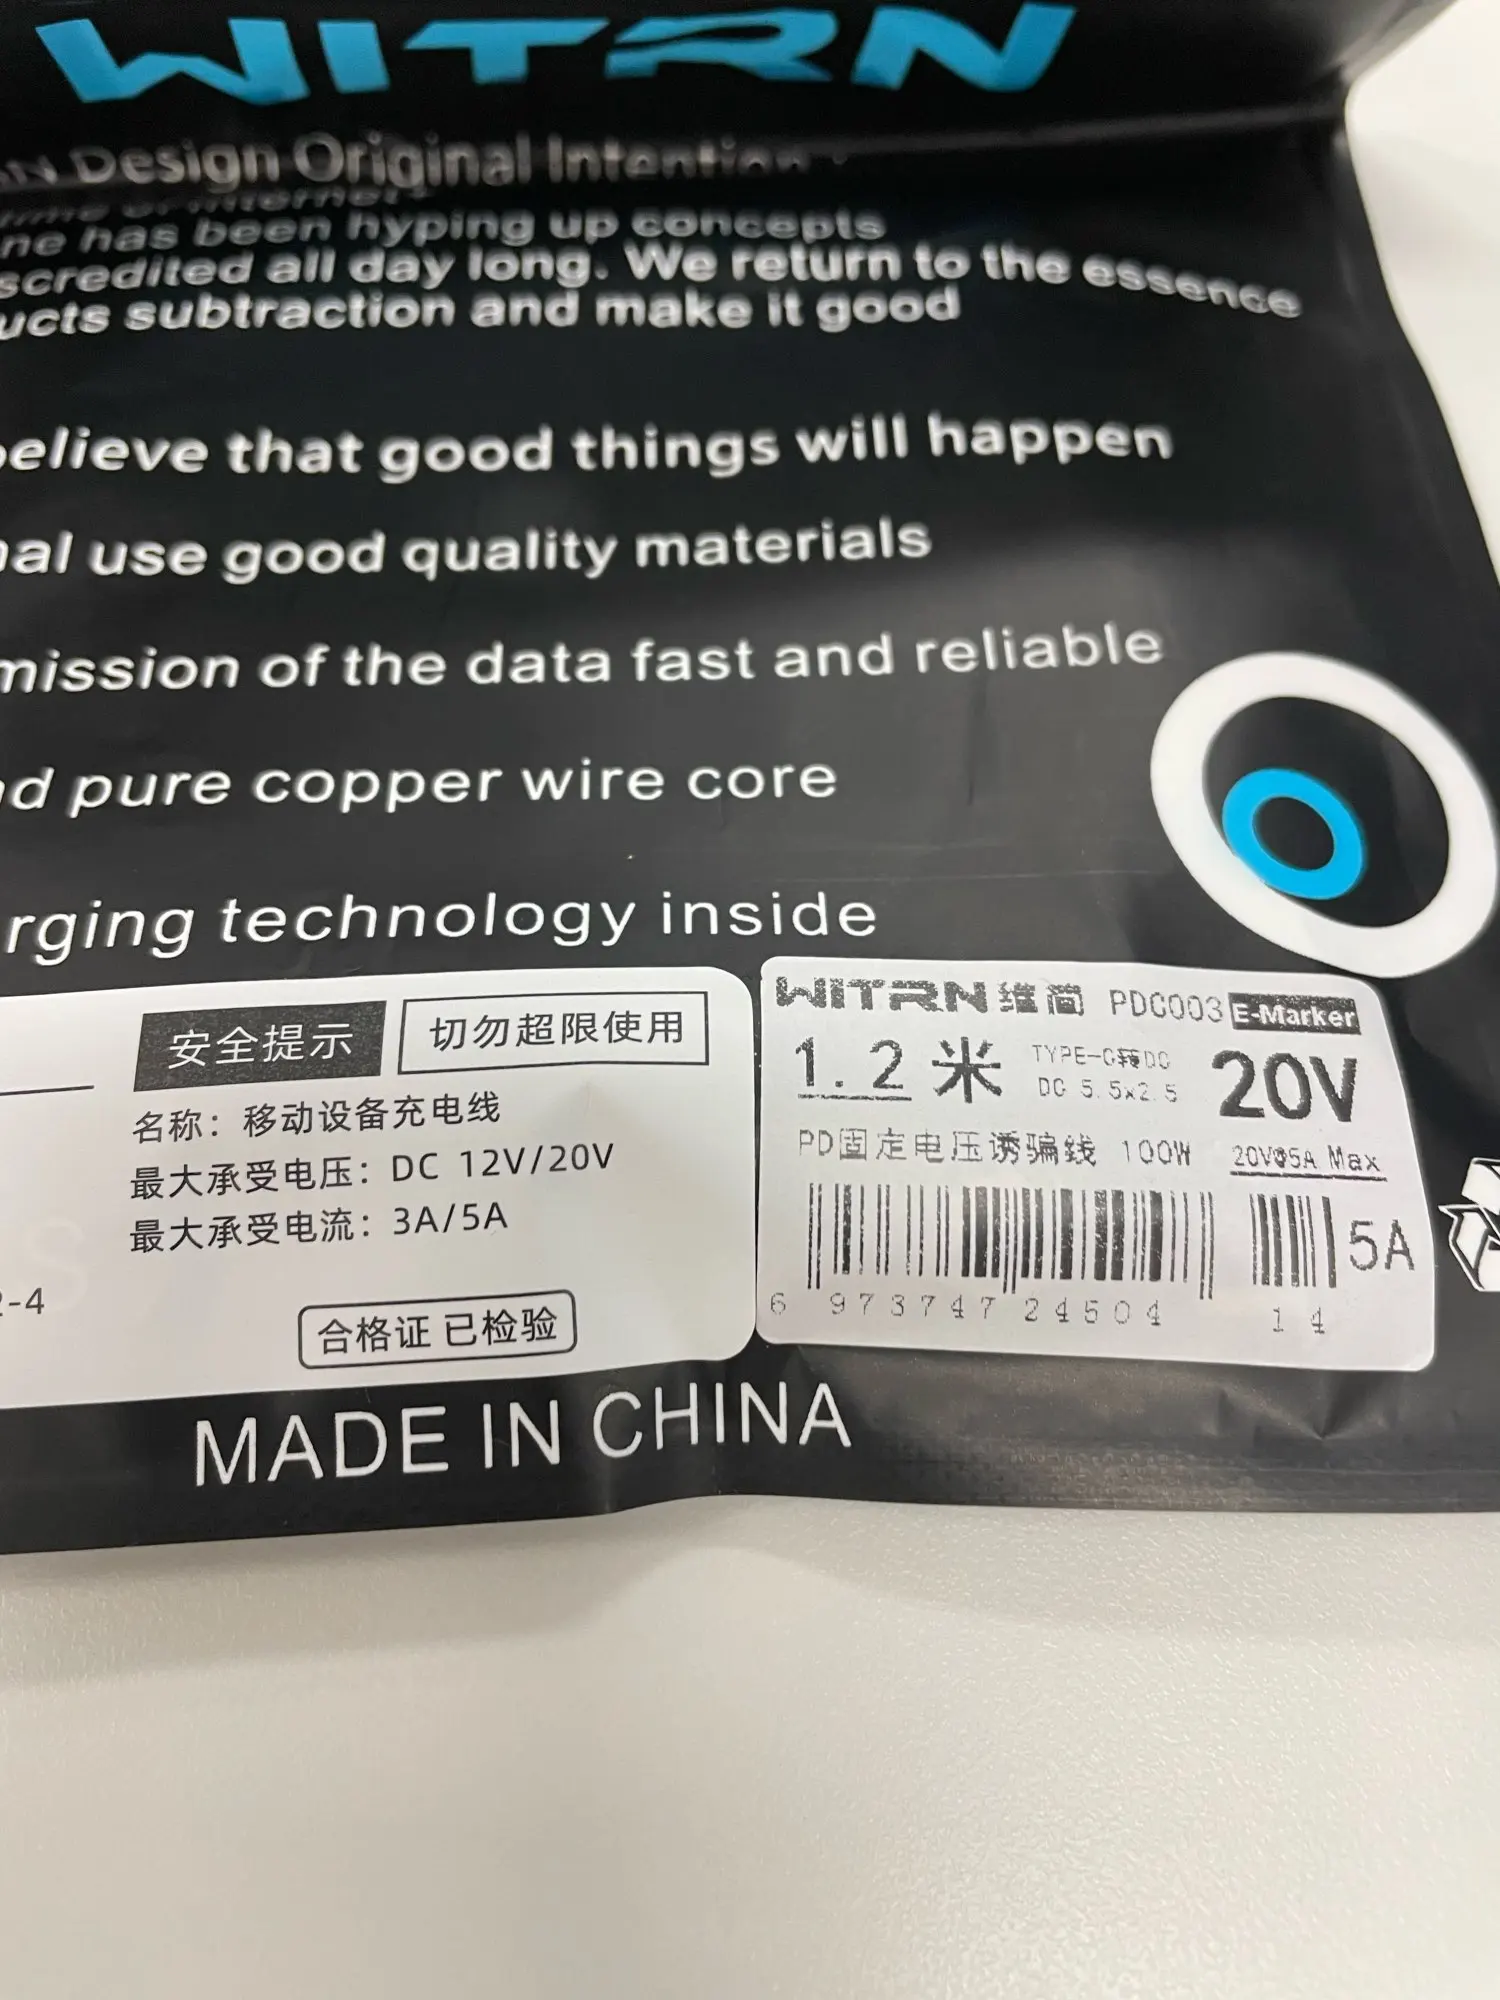 WITRN
Design Original Intention
ne has been hyping up concepts
scredited all day long. We return to the essence
ucts subtraction and make it good
believe that good things will happen
nal use good quality materials
mission of the data fast and reliable
nd pure copper wire core
rging technology inside
安全提示 切勿超限使用
名称：移动设备充电线
最大承受电压：DC 12V/20V
最大承受电流：3A/5A
2-4
合格证 已检验
WITRN 维简 PDC003 E-Marker
1.2 米 TYPE-C转DC
DC 5.5x2.5 20V
PD固定电压诱骗线 100W 20V@5A Max
5A
6 973747 24504 14
MADE IN CHINA